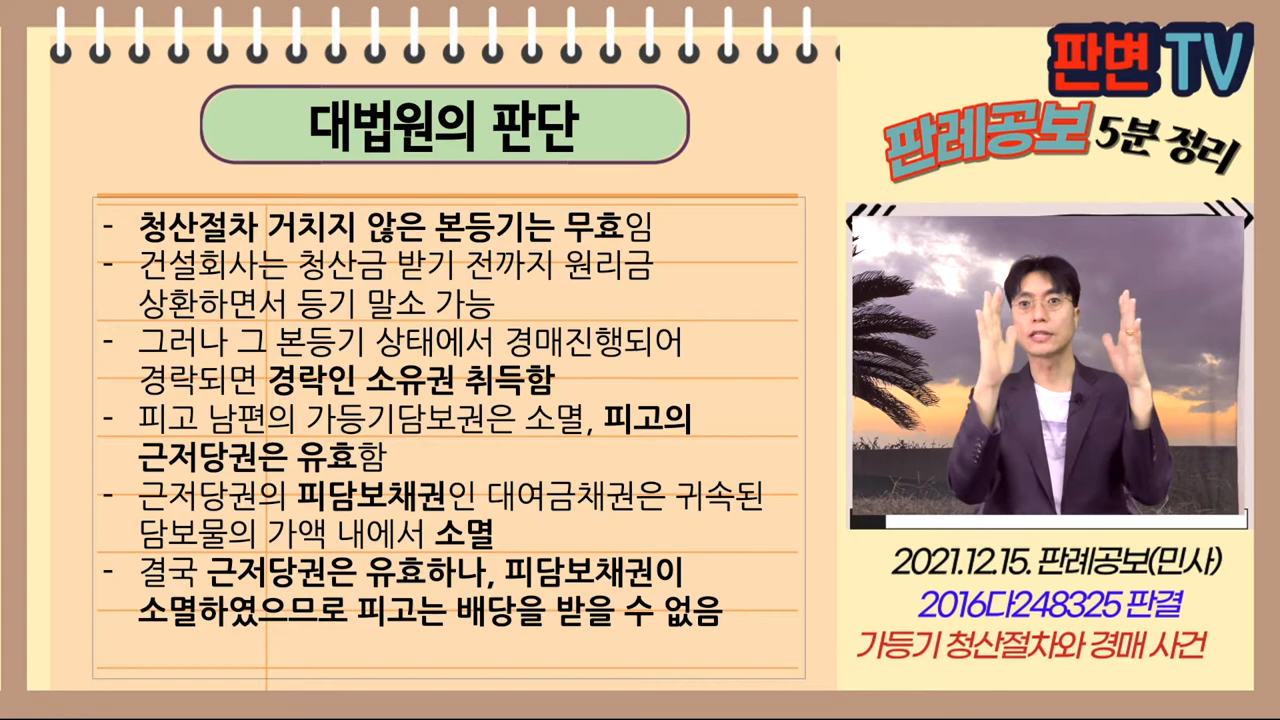 대법원의 판단
- 청산절차 거치지 않은 본등기는 무효임
- 건설회사는 청산금 받기 전까지 원리금
상환하면서 등기 말소 가능
- 그러나 그 본등기 상태에서 경매진행되어
경락되면 경락인 소유권 취득함
- 피고 남편의 가등기담보권은 소멸, 피고의
근저당권은 유효함
- 근저당권의 피담보채권인 대여금채권은 귀속된
담보물의 가액 내에서 소멸
- 결국 근저당권은 유효하나, 피담보채권이
소멸하였으므로 피고는 배당을 받을 수 없음
판변 TV
판례공보 5분 정리
2021.12.15. 판례공보(민사)
2016다248325 판결
가등기 청산절차와 경매 사건